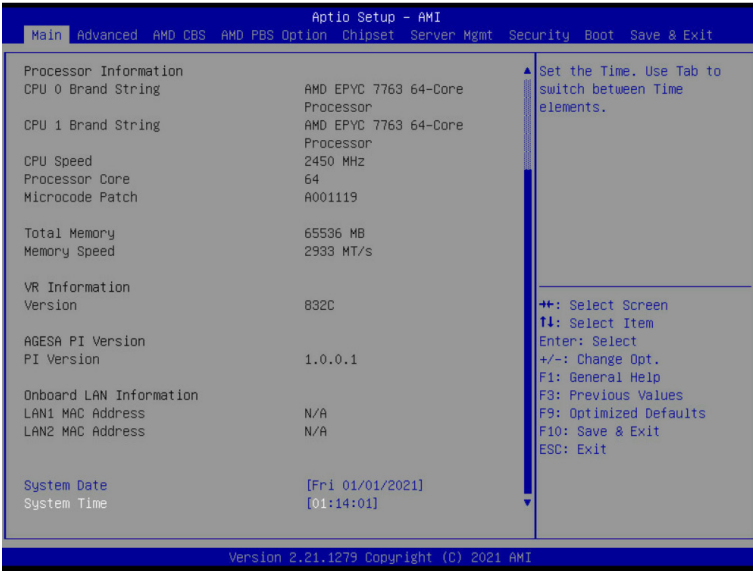 Aptio Setup - AMI
Main Advanced AMD CBS AMD PBS Option Chipset Server Mgmt Security Boot Save & Exit
Processor Information
CPU 0 Brand String AMD EPYC 7763 64-Core
Processor
CPU 1 Brand String AMD EPYC 7763 64-Core
Processor
CPU Speed 2450 MHz
Processor Core 64
Microcode Patch A001119
Total Memory 65536 MB
Memory Speed 2933 MT/s
VR Information
Version 832C
AGESA PI Version
PI Version 1.0.0.1
Onboard LAN Information
LAN1 MAC Address N/A
LAN2 MAC Address N/A
System Date [Fri 01/01/2021]
System Time [01:14:01]
Set the Time. Use Tab to
switch between Time
elements.
→←: Select Screen
↑↓: Select Item
Enter: Select
+/-: Change Opt.
F1: General Help
F3: Previous Values
F9: Optimized Defaults
F10: Save & Exit
ESC: Exit
Version 2.21.1279 Copyright (C) 2021 AMI